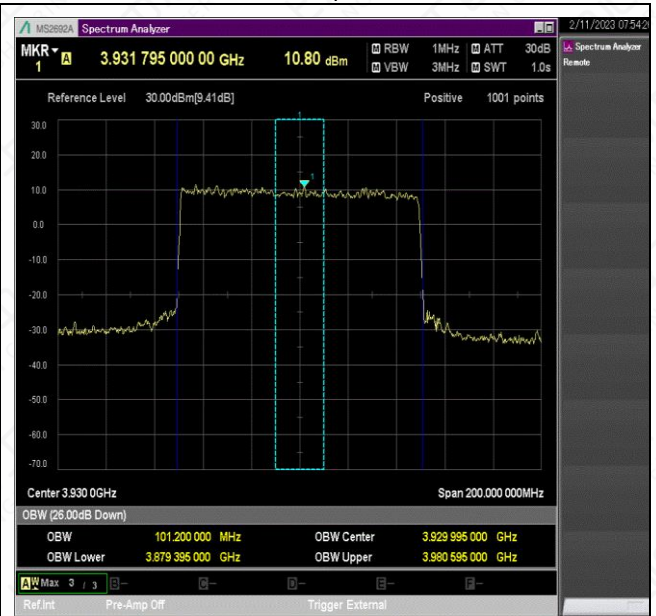 MS2692A Spectrum Analyzer
2/11/2023 07:54:2
MKR 1 A 3.931 795 000 00 GHz 10.80 dBm
M RBW 1MHz M ATT 30dB
M VBW 3MHz M SWT 1.0s
Spectrum Analyzer
Remote
Reference Level 30.00dBm[9.41dB] Positive 1001 points
1
30.0
20.0
1
10.0
0.0
-10.0
-20.0
-30.0
-40.0
-50.0
-60.0
-70.0
Center 3.930 0GHz Span 200.000 000MHz
OBW (26.00dB Down)
OBW 101.200 000 MHz OBW Center 3.929 995 000 GHz
OBW Lower 3.879 395 000 GHz OBW Upper 3.980 595 000 GHz
A W Max 3 / 3 B- C- D- E- F-
Ref.Int Pre-Amp Off Trigger External